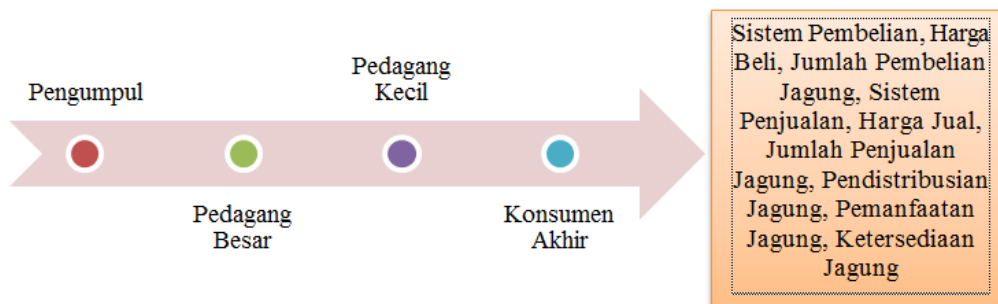 Pengumpul
Pedagang
Besar
Pedagang
Kecil
Konsumen
Akhir
Sistem Pembelian, Harga
Beli, Jumlah Pembelian
Jagung, Sistem
Penjualan, Harga Jual,
Jumlah Penjualan
Jagung, Pendistribusian
Jagung, Pemanfaatan
Jagung, Ketersediaan
Jagung